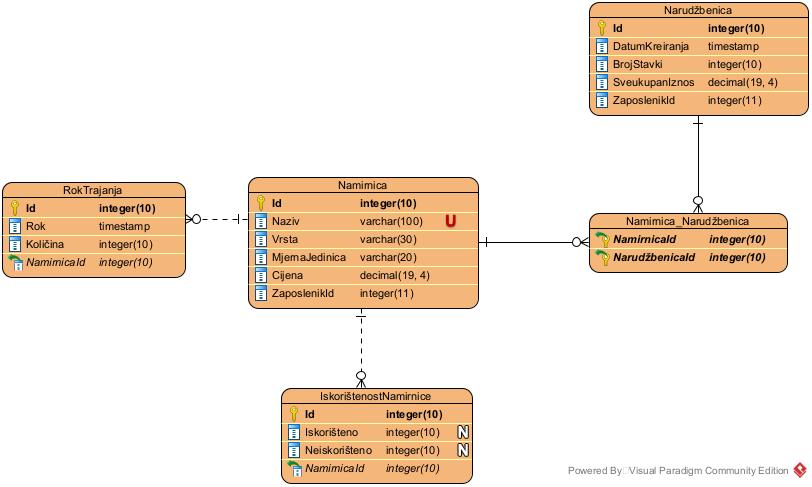 Narudžbenica
Id integer(10)
DatumKreiranja timestamp
BrojStavki integer(10)
SveukupanIznos decimal(19, 4)
ZaposlenikId integer(11)
RokTrajanja
Id integer(10)
Rok timestamp
Količina integer(10)
NamirnicaId integer(10)
Namirnica
Id integer(10)
Naziv varchar(100) U
Vrsta varchar(30)
MjernaJedinica varchar(20)
Cijena decimal(19, 4)
ZaposlenikId integer(11)
Namirnica_Narudžbenica
NamirnicaId integer(10)
NarudžbenicaId integer(10)
IskorištenostNamirnice
Id integer(10)
Iskorišteno integer(10) N
Neiskorišteno integer(10) N
NamirnicaId integer(10)
Powered By Visual Paradigm Community Edition